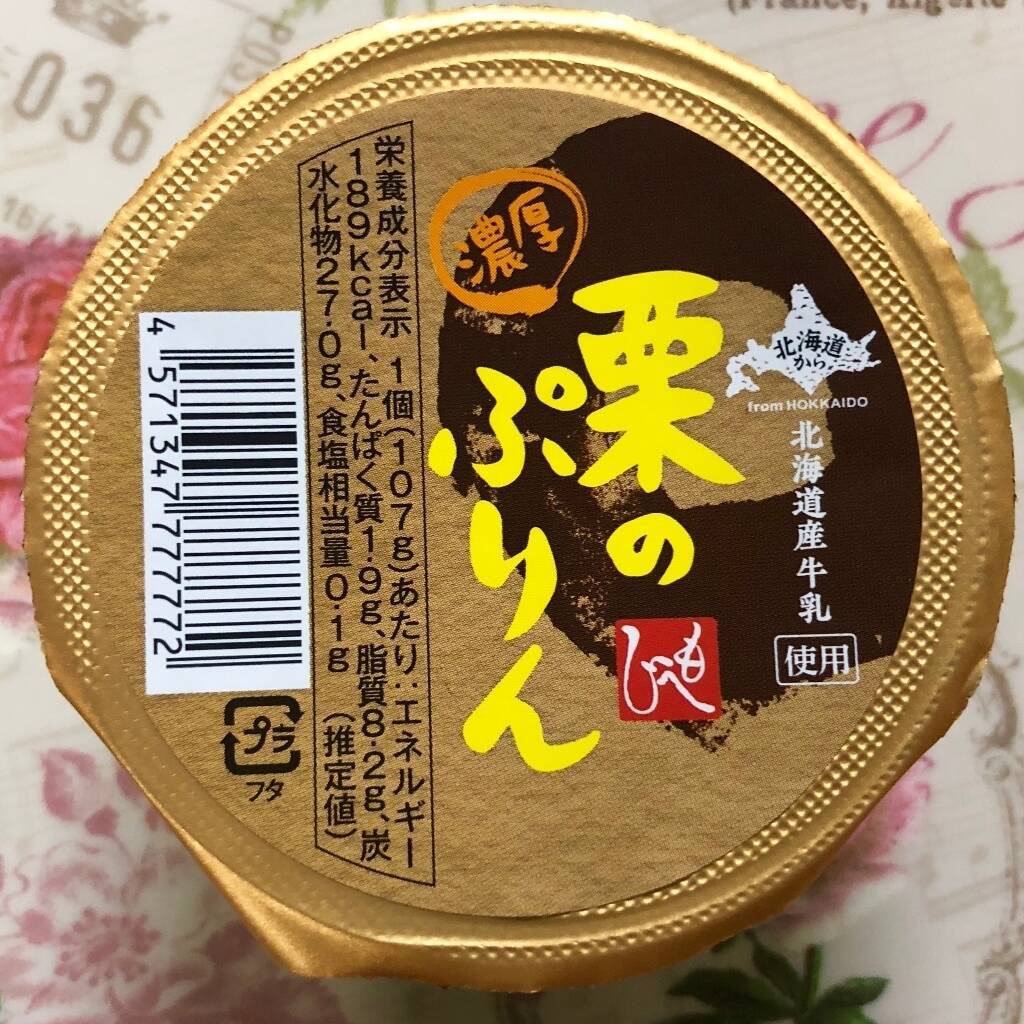 (France, Algérie
036
16/
濃厚
栗の
ぷりん
もへじ
北海道
から
from HOKKAIDO
北海道産牛乳
使用
栄養成分表示 1個(107g)あたり:エネルギー
189kcal、たんぱく質1.9g、脂質8.2g、炭
水化物27.0g、食塩相当量0.1g (推定値)
4 571347 777772
プラ
フタ